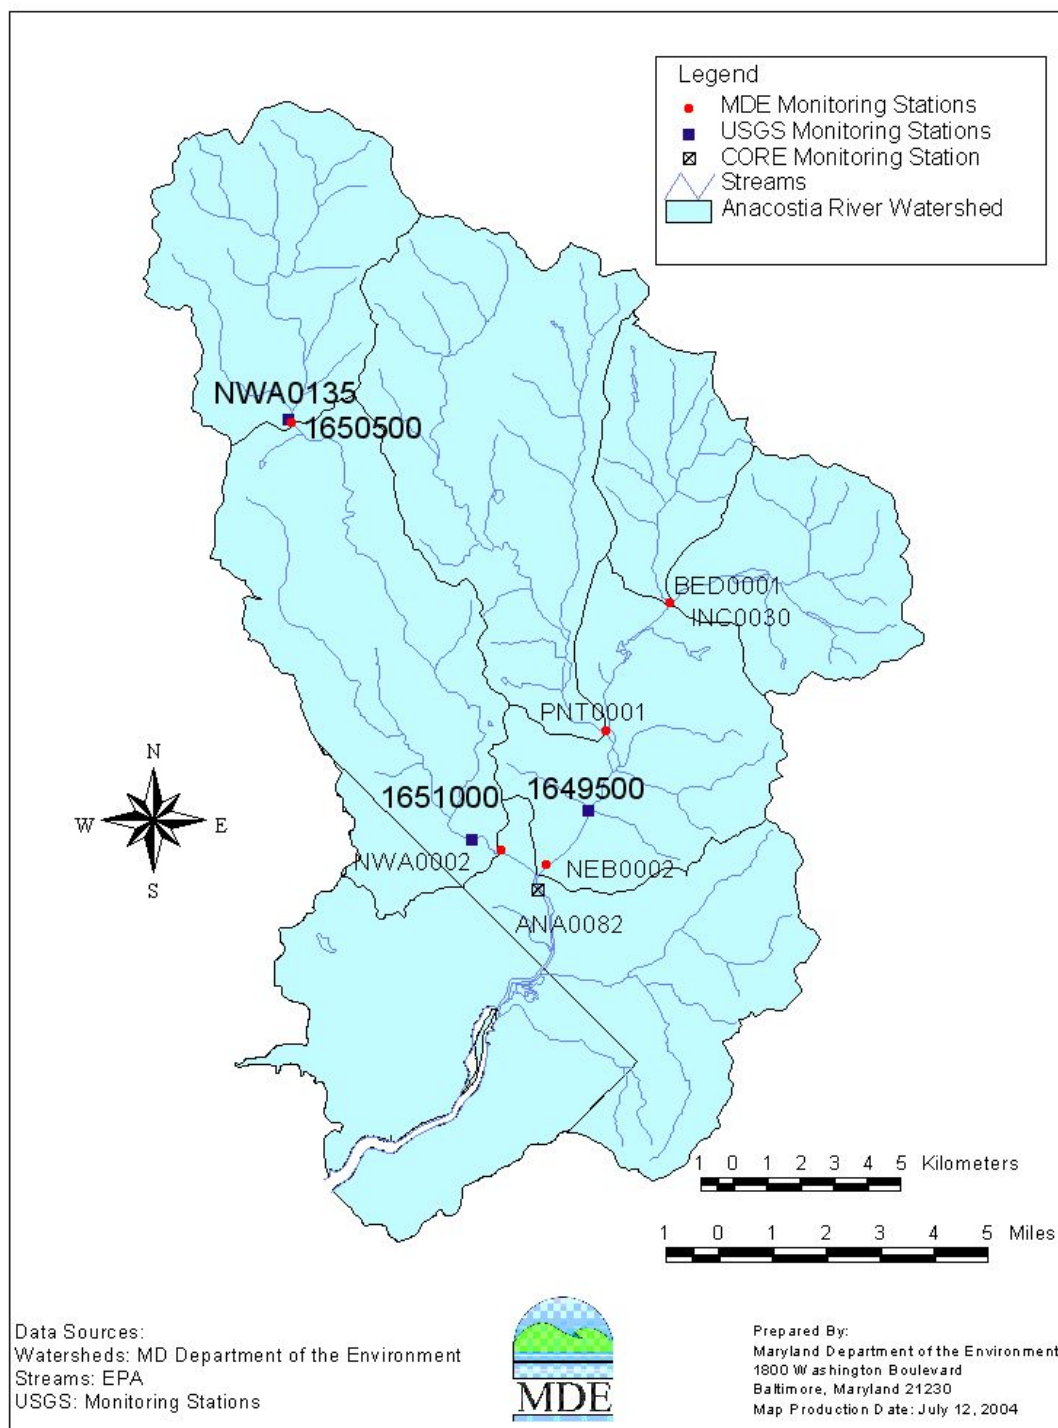 Legend
MDE Monitoring Stations
USGS Monitoring Stations
CORE Monitoring Station
Streams
Anacostia River Watershed
NWA0135
1650500
BED0001
INC0030
PNT0001
1651000
1649500
NWA0002
NEB0002
ANA0082
N
W
E
S
1 0 1 2 3 4 5 Kilometers
1 0 1 2 3 4 5 Miles
Data Sources:
Watersheds: MD Department of the Environment
Streams: EPA
USGS: Monitoring Stations
MDE
Prepared By:
Maryland Department of the Environment
1800 Washington Boulevard
Baltimore, Maryland 21230
Map Production Date: July 12, 2004